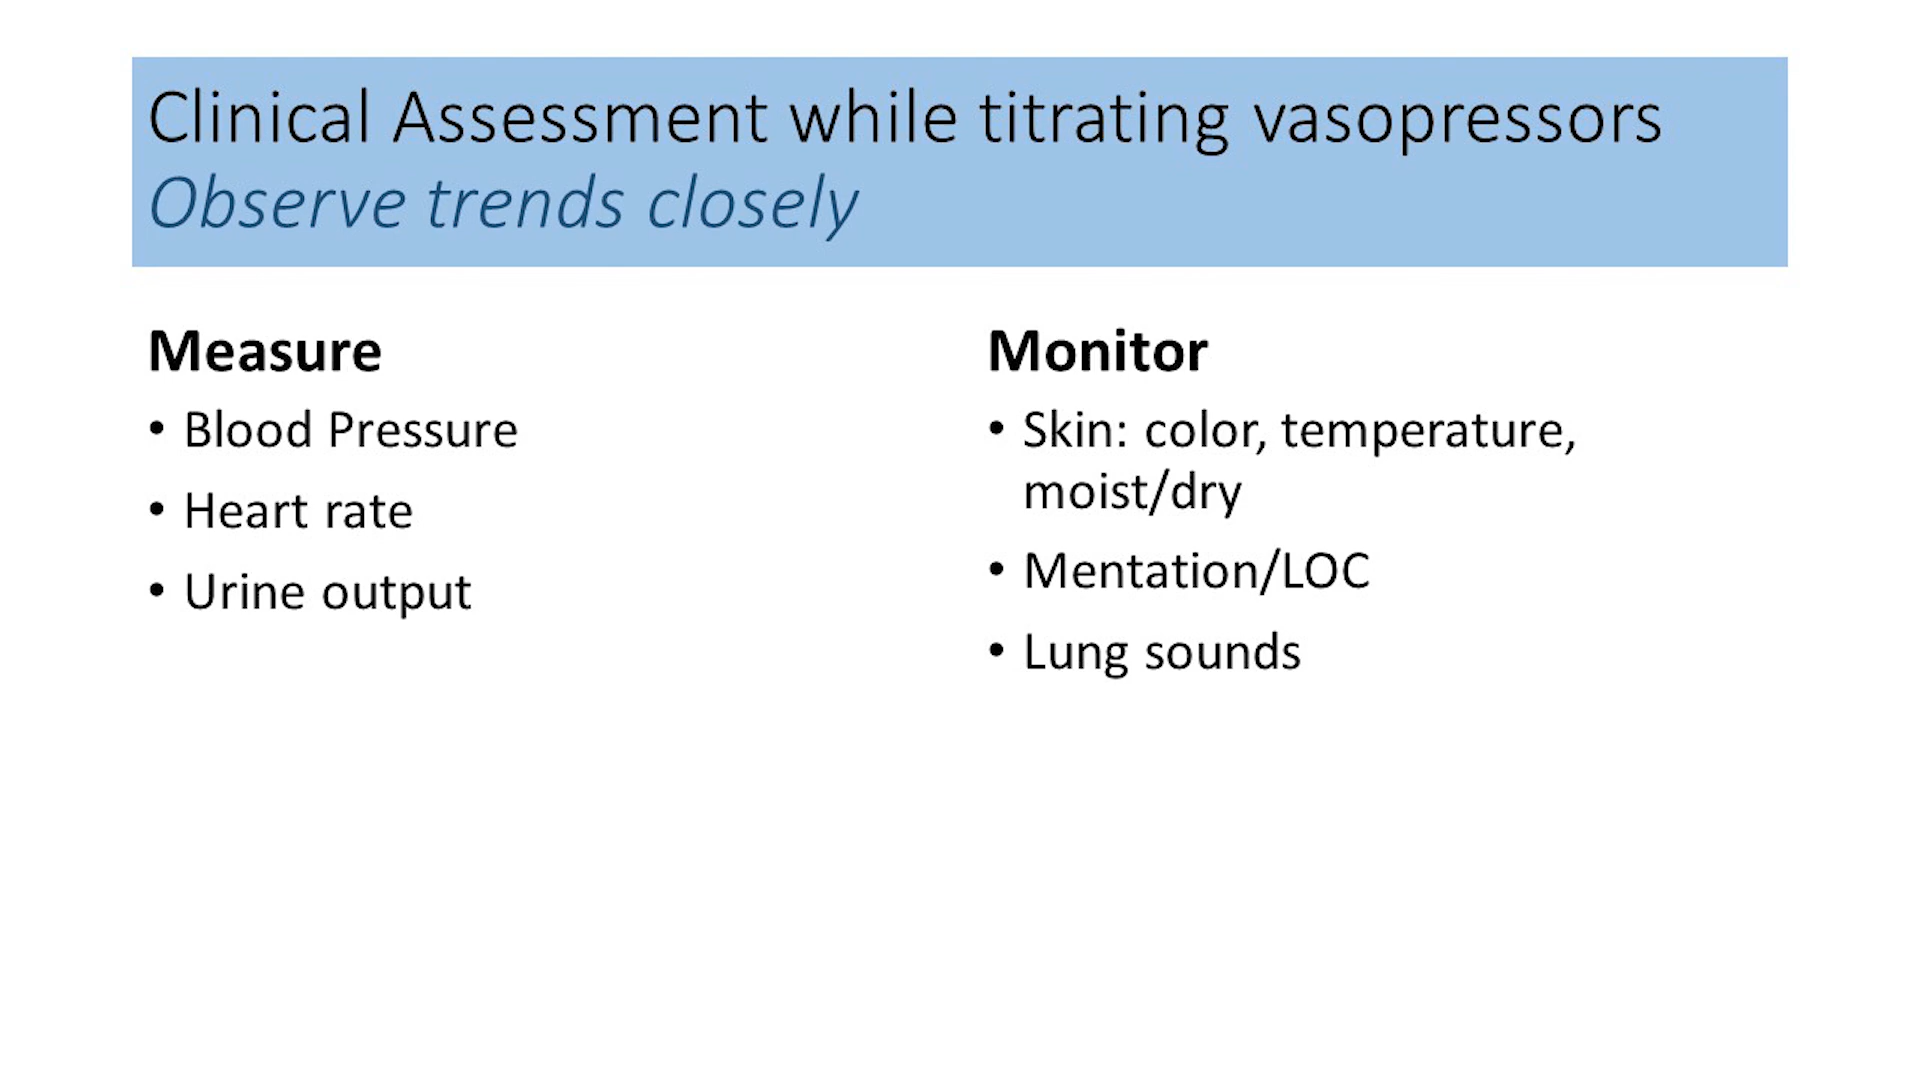 Clinical Assessment while titrating vasopressors
Observe trends closely
Measure
• Blood Pressure
• Heart rate
• Urine output
Monitor
• Skin: color, temperature,
moist/dry
• Mentation/LOC
• Lung sounds